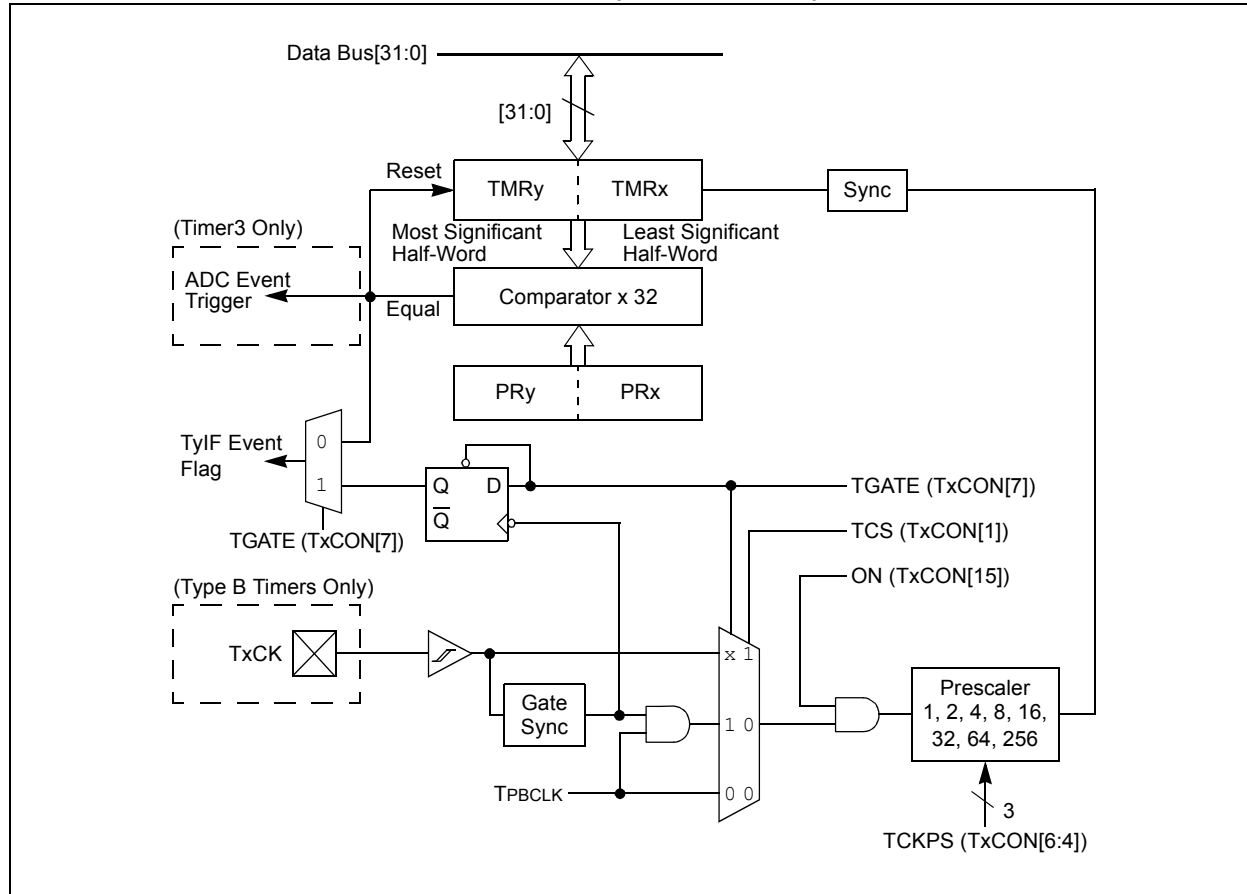 Data Bus[31:0]
[31:0]
Reset
TMRy
TMRx
Sync
(Timer3 Only)
Most Significant
Half-Word
Least Significant
Half-Word
ADC Event
Trigger
Equal
Comparator x 32
PRy
PRx
TyIF Event
Flag
0
1
Q
D
Q
TGATE (TxCON[7])
TGATE (TxCON[7])
TCS (TxCON[1])
ON (TxCON[15])
(Type B Timers Only)
TxCK
x 1
Gate
Sync
1 0
Prescaler
1, 2, 4, 8, 16,
32, 64, 256
TPBCLK
0 0
3
TCKPS (TxCON[6:4])